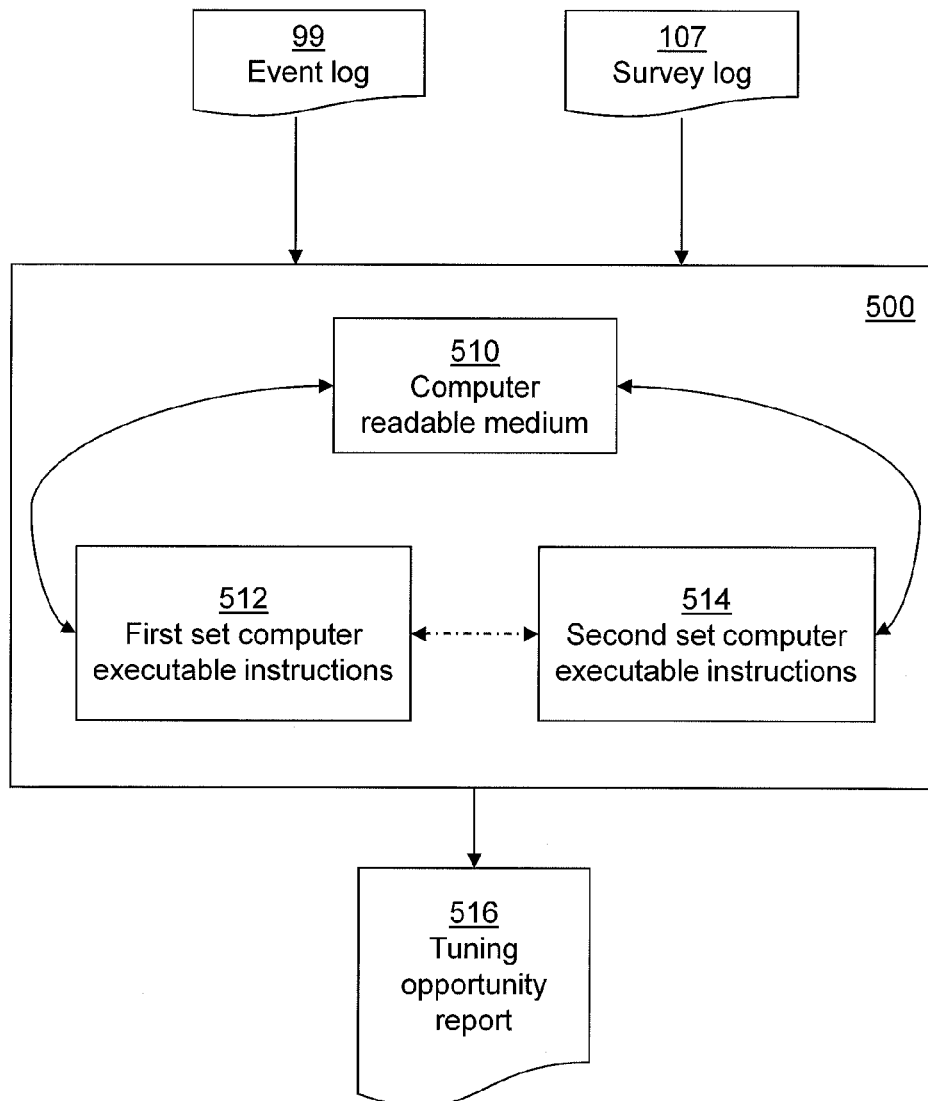 99
Event log
107
Survey log
500
510
Computer
readable medium
512
First set computer
executable instructions
514
Second set computer
executable instructions
516
Tuning
opportunity
report